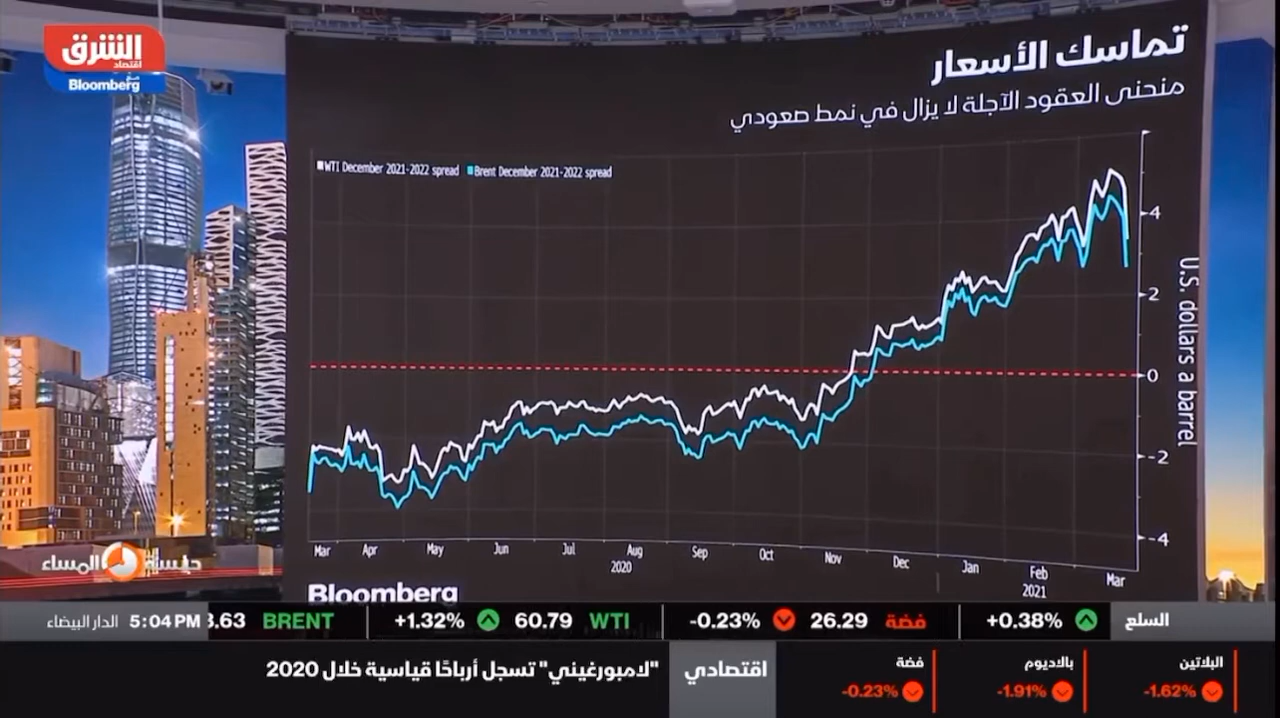 الشرق
اقتصاد
مع
Bloomberg
تماسك الأسعار
منحنى العقود الآجلة لا يزال في نمط صعودي
WTI December 2021-2022 spread Brent December 2021-2022 spread
4
2
0
-2
-4
U.S. dollars a barrel
Mar Apr May Jun Jul Aug Sep Oct Nov Dec Jan Feb Mar
2020 2021
Bloomberg
المساء
السلع
+0.38%
فضة 26.29 -0.23%
WTI 60.79 +1.32%
BRENT 3.63
5:04 PM الدار البيضاء
اقتصادي
"لامبورغيني" تسجل أرباحًا قياسية خلال 2020
البلاتين
-1.62%
بالاديوم
-1.91%
فضة
-0.23%